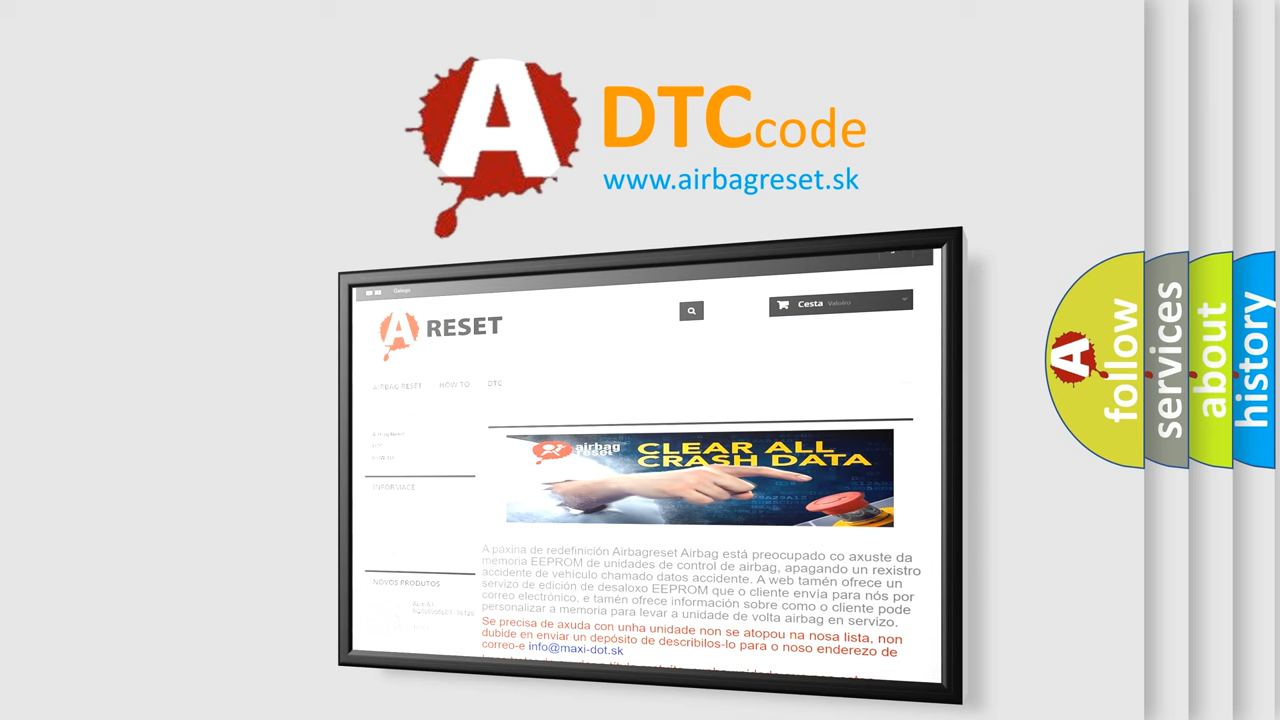 A DTCcode
www.airbagreset.sk
Galego
A RESET
Cesta Valeiro
AIRBAG RESET HOW TO DTC
Airbag Reset
HOW TO
INFORMACE
airbag
reset
CLEAR ALL
CRASH DATA
A páxina de redefinición Airbagreset Airbag está preocupado co axuste da
memoria EEPROM de unidades de control de airbag, apagando un rexistro
accidente de vehículo chamado datos accidente. A web tamén ofrece un
servizo de edición de desaloxo EEPROM que o cliente envía para nós por
correo electrónico, e tamén ofrece información sobre como o cliente pode
personalizar a memoria para levar a unidade de volta airbag en servizo.
Se precisa de axuda con unha unidade non se atopou na nosa lista, non
dubide en enviar un depósito de describilos-lo para o noso enderezo de
correo-e info@maxi-dot.sk
NOVOS PRODUTOS
A
follow
services
about
history